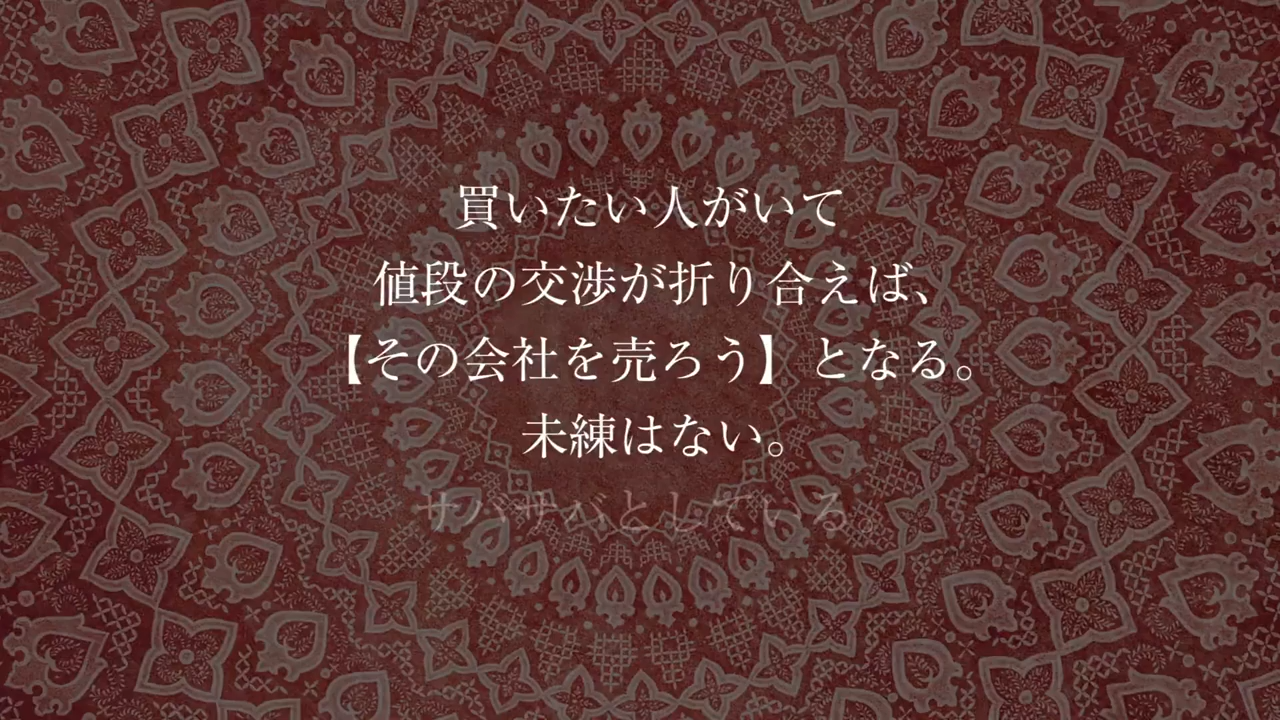 買いたい人がいて
値段の交渉が折り合えば、
【その会社を売ろう】となる。
未練はない。
サバサバとしている。